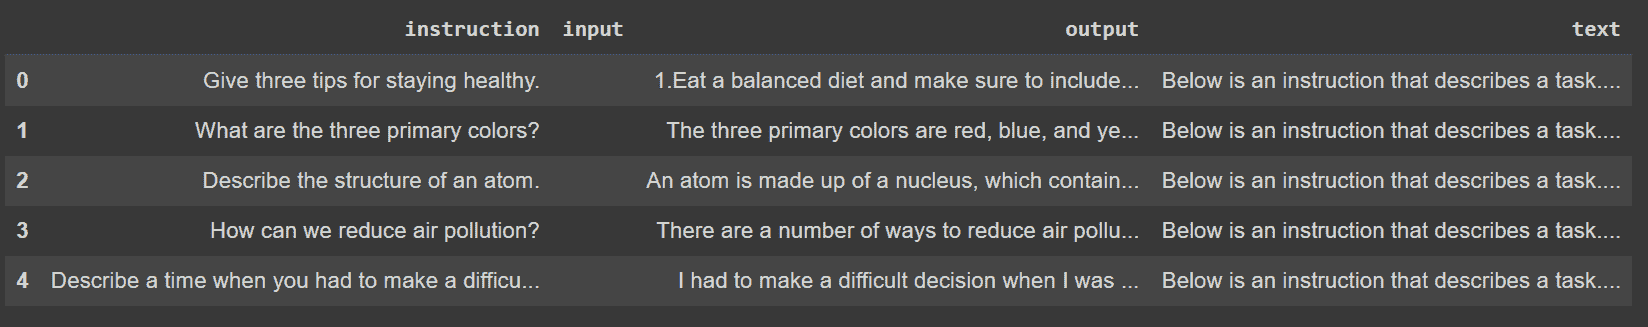 instruction input output text
0 Give three tips for staying healthy. 1.Eat a balanced diet and make sure to include... Below is an instruction that describes a task....
1 What are the three primary colors? The three primary colors are red, blue, and ye... Below is an instruction that describes a task....
2 Describe the structure of an atom. An atom is made up of a nucleus, which contain... Below is an instruction that describes a task....
3 How can we reduce air pollution? There are a number of ways to reduce air pollu... Below is an instruction that describes a task....
4 Describe a time when you had to make a difficu... I had to make a difficult decision when I was ... Below is an instruction that describes a task....